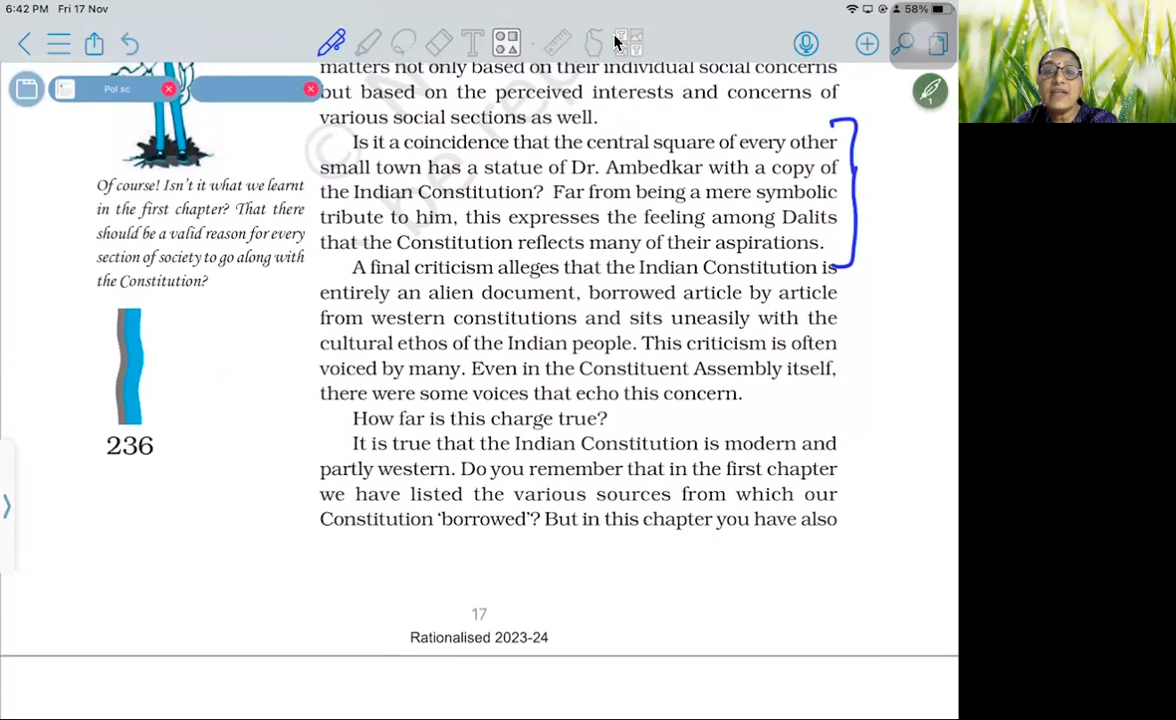 6:42 PM Fri 17 Nov
58%
Pol sc
1
matters not only based on their individual social concerns
but based on the perceived interests and concerns of
various social sections as well.
Is it a coincidence that the central square of every other
small town has a statue of Dr. Ambedkar with a copy of
the Indian Constitution? Far from being a mere symbolic
tribute to him, this expresses the feeling among Dalits
that the Constitution reflects many of their aspirations.
A final criticism alleges that the Indian Constitution is
entirely an alien document, borrowed article by article
from western constitutions and sits uneasily with the
cultural ethos of the Indian people. This criticism is often
voiced by many. Even in the Constituent Assembly itself,
there were some voices that echo this concern.
How far is this charge true?
It is true that the Indian Constitution is modern and
partly western. Do you remember that in the first chapter
we have listed the various sources from which our
Constitution ‘borrowed’? But in this chapter you have also
Of course! Isn’t it what we learnt
in the first chapter? That there
should be a valid reason for every
section of society to go along with
the Constitution?
236
17
Rationalised 2023-24